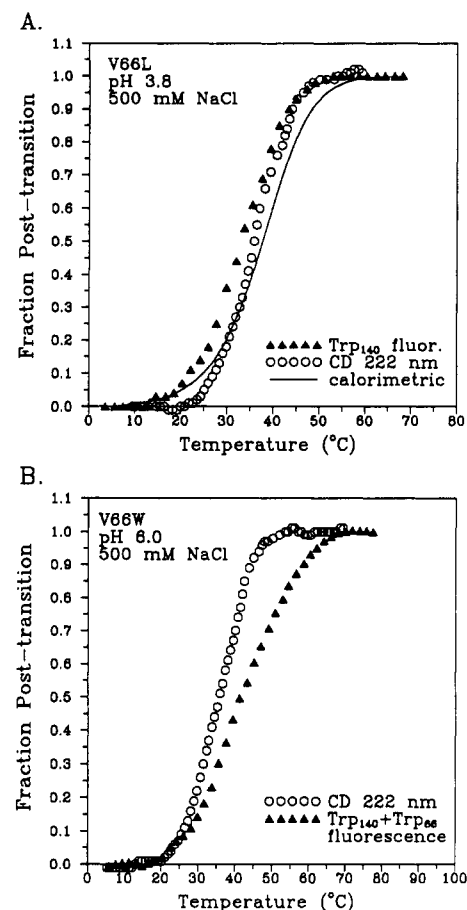 A.
V66L
pH 3.8
500 mM NaCl
1.1
1.0
0.9
0.8
0.7
0.6
0.5
0.4
0.3
0.2
0.1
0.0
Fraction Post-transition
Trp140 fluor.
CD 222 nm
calorimetric
0 10 20 30 40 50 60 70 80
Temperature (°C)
B.
V66W
pH 6.0
500 mM NaCl
1.1
1.0
0.9
0.8
0.7
0.6
0.5
0.4
0.3
0.2
0.1
0.0
Fraction Post-transition
CD 222 nm
Trp140+Trp66
fluorescence
0 10 20 30 40 50 60 70 80 90 100
Temperature (°C)